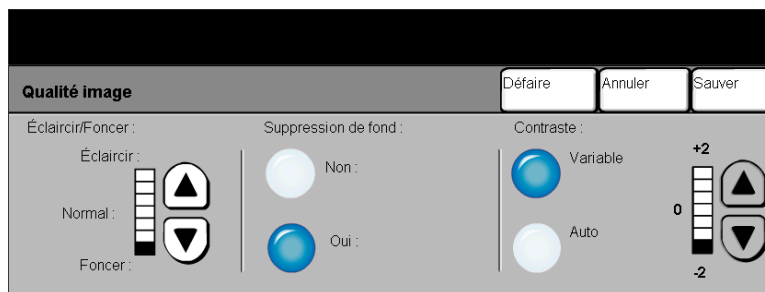 Qualité image
Défaire
Annuler
Sauver
Éclaircir/Foncer :
Éclaircir :
Normal :
Foncer :
Suppression de fond :
Non :
Oui :
Contraste :
Variable
Auto
+2
0
-2